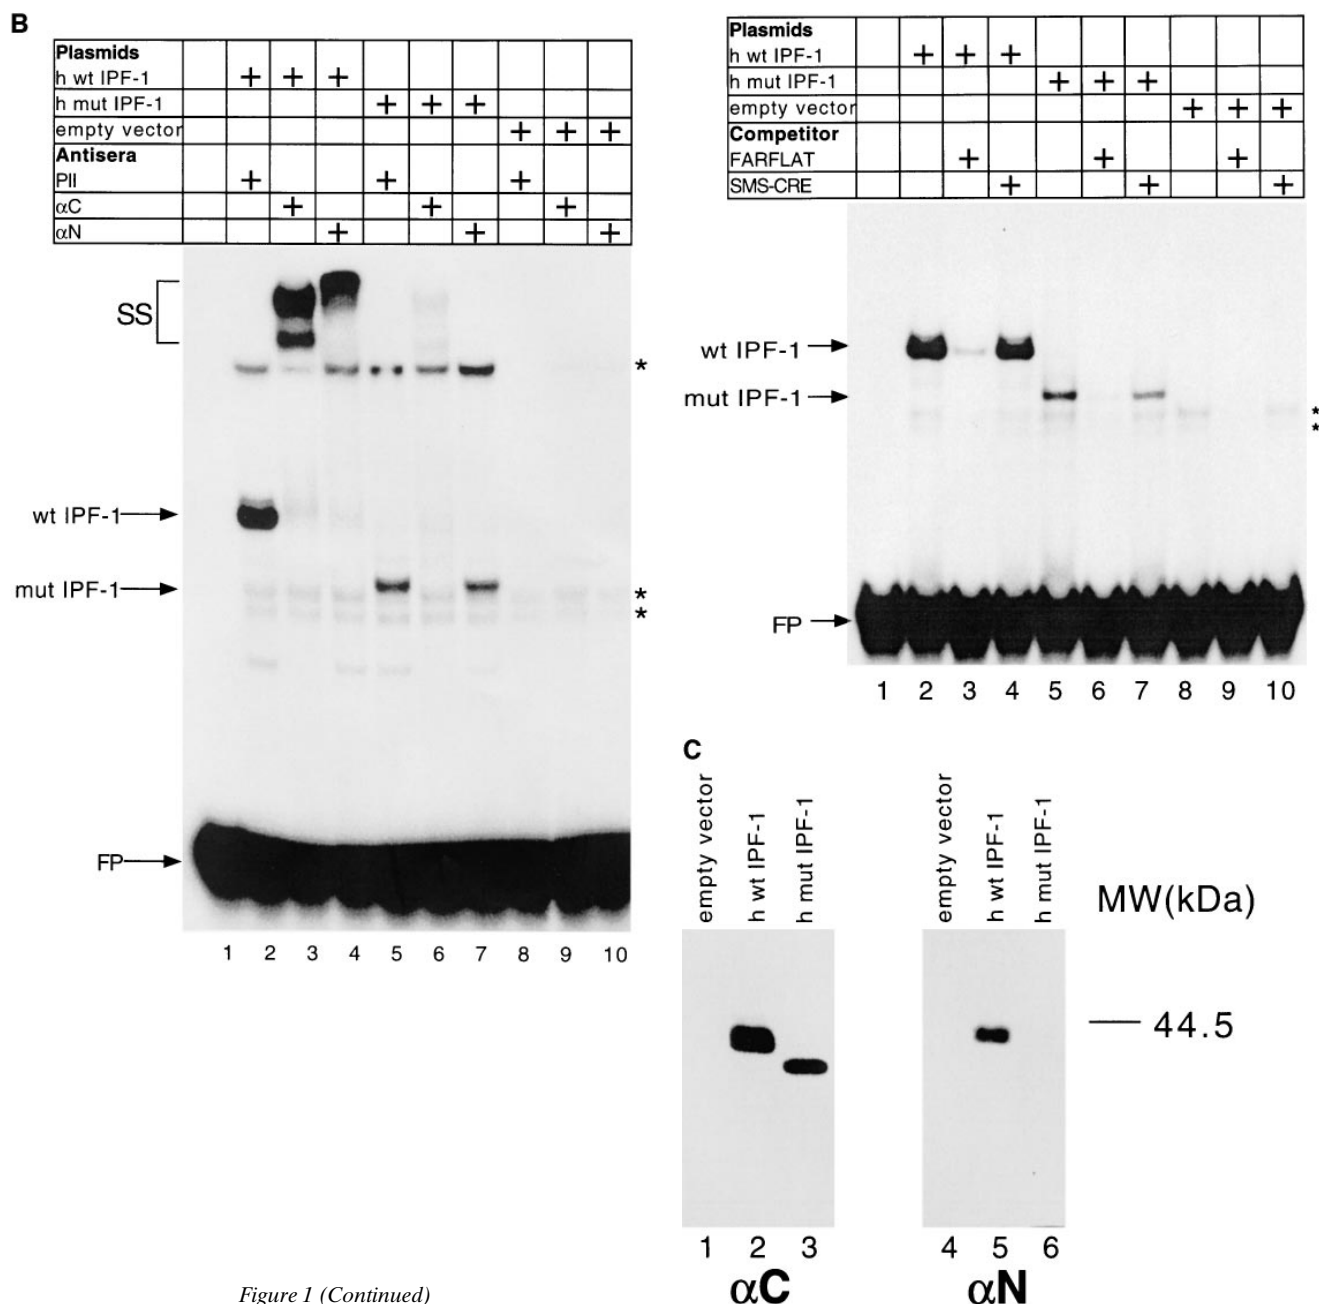 B
Plasmids
h wt IPF-1 + + +
h mut IPF-1 + + +
empty vector + + +
Antisera
PII + + +
αC + + +
αN + + +
SS
*
wt IPF-1
mut IPF-1
*
*
FP
1 2 3 4 5 6 7 8 9 10
Plasmids
h wt IPF-1 + + +
h mut IPF-1 + + +
empty vector + + +
Competitor
FARFLAT + + +
SMS-CRE + + +
wt IPF-1
mut IPF-1
*
*
FP
1 2 3 4 5 6 7 8 9 10
C
empty vector
h wt IPF-1
h mut IPF-1
empty vector
h wt IPF-1
h mut IPF-1
MW(kDa)
44.5
1 2 3 4 5 6
αC αN
Figure 1 (Continued)